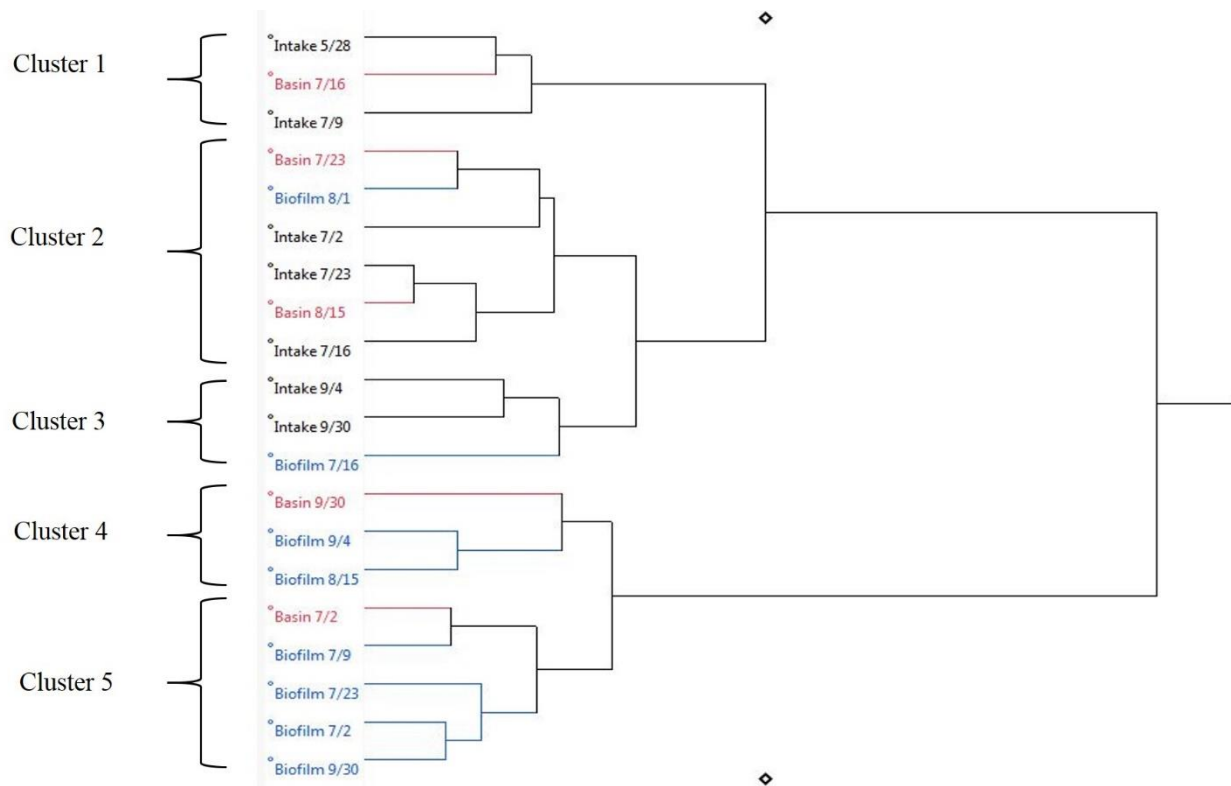 Cluster 1
Intake 5/28
Basin 7/16
Intake 7/9
Cluster 2
Basin 7/23
Biofilm 8/1
Intake 7/2
Intake 7/23
Basin 8/15
Intake 7/16
Cluster 3
Intake 9/4
Intake 9/30
Biofilm 7/16
Cluster 4
Basin 9/30
Biofilm 9/4
Biofilm 8/15
Cluster 5
Basin 7/2
Biofilm 7/9
Biofilm 7/23
Biofilm 7/2
Biofilm 9/30